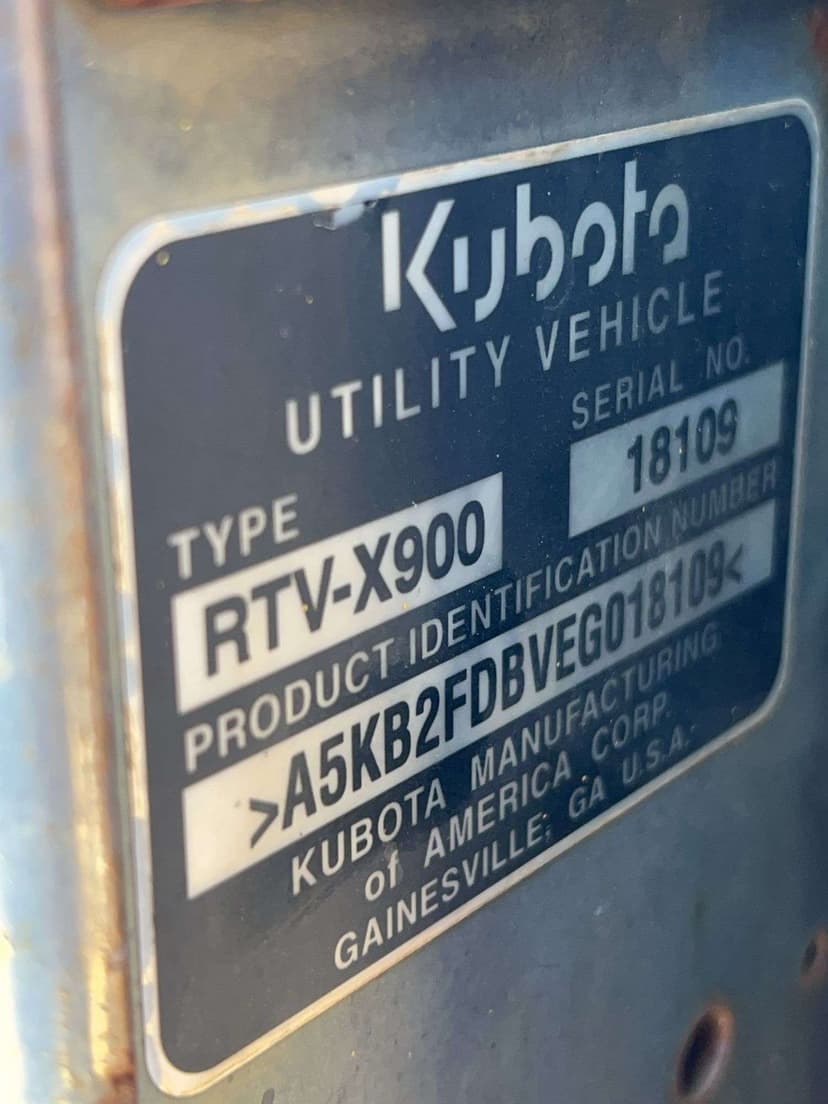 Kubota
UTILITY VEHICLE
SERIAL NO.
18109
TYPE
RTV-X900
PRODUCT IDENTIFICATION NUMBER
>A5KB2FDBVEG018109<
KUBOTA MANUFACTURING
of AMERICA CORP.
GAINESVILLE, GA U.S.A.